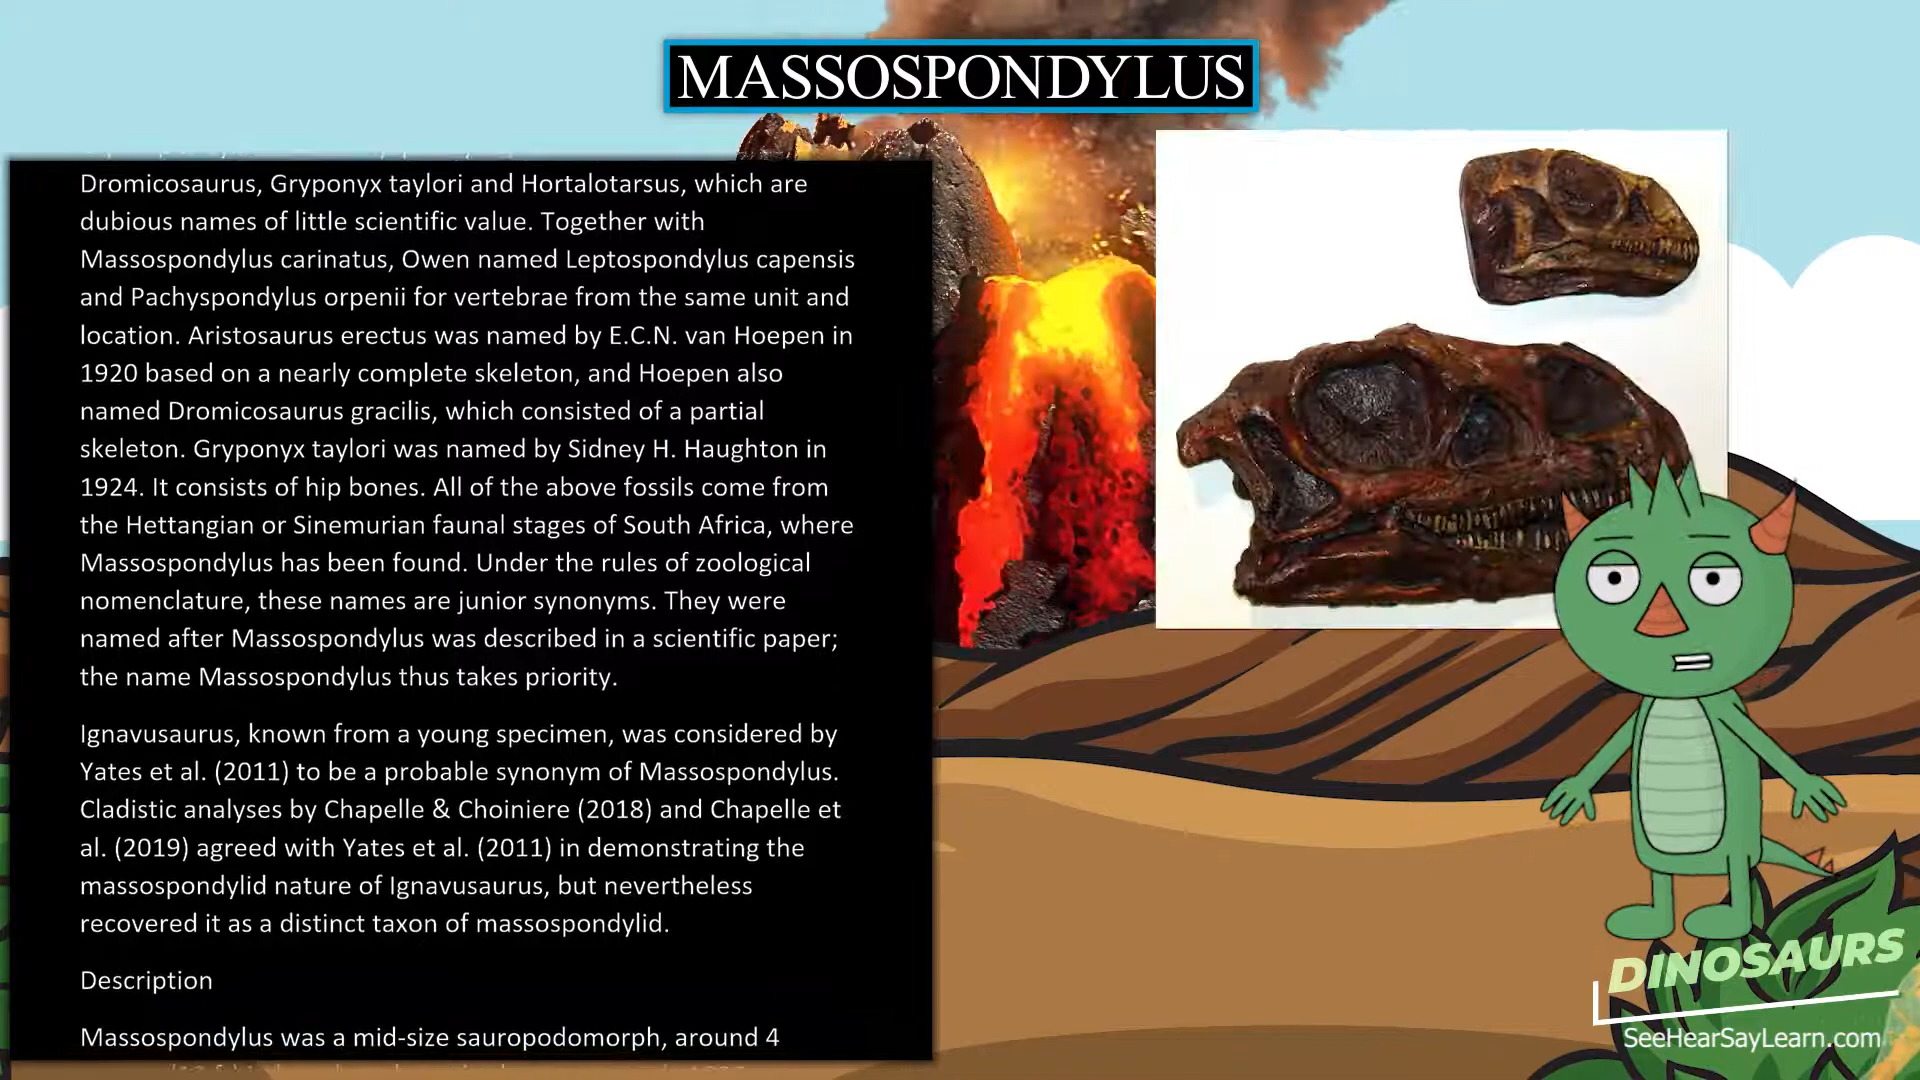 MASSOSPONDYLUS
Dromicosaurus, Gryponyx taylori and Hortalotarsus, which are
dubious names of little scientific value. Together with
Massospondylus carinatus, Owen named Leptospondylus capensis
and Pachyspondylus orpenii for vertebrae from the same unit and
location. Aristosaurus erectus was named by E.C.N. van Hoepen in
1920 based on a nearly complete skeleton, and Hoepen also
named Dromicosaurus gracilis, which consisted of a partial
skeleton. Gryponyx taylori was named by Sidney H. Haughton in
1924. It consists of hip bones. All of the above fossils come from
the Hettangian or Sinemurian faunal stages of South Africa, where
Massospondylus has been found. Under the rules of zoological
nomenclature, these names are junior synonyms. They were
named after Massospondylus was described in a scientific paper;
the name Massospondylus thus takes priority.
Ignavusaurus, known from a young specimen, was considered by
Yates et al. (2011) to be a probable synonym of Massospondylus.
Cladistic analyses by Chapelle & Choiniere (2018) and Chapelle et
al. (2019) agreed with Yates et al. (2011) in demonstrating the
massospondylid nature of Ignavusaurus, but nevertheless
recovered it as a distinct taxon of massospondylid.
Description
Massospondylus was a mid-size sauropodomorph, around 4
DINOSAURS
SeeHearSayLearn.com